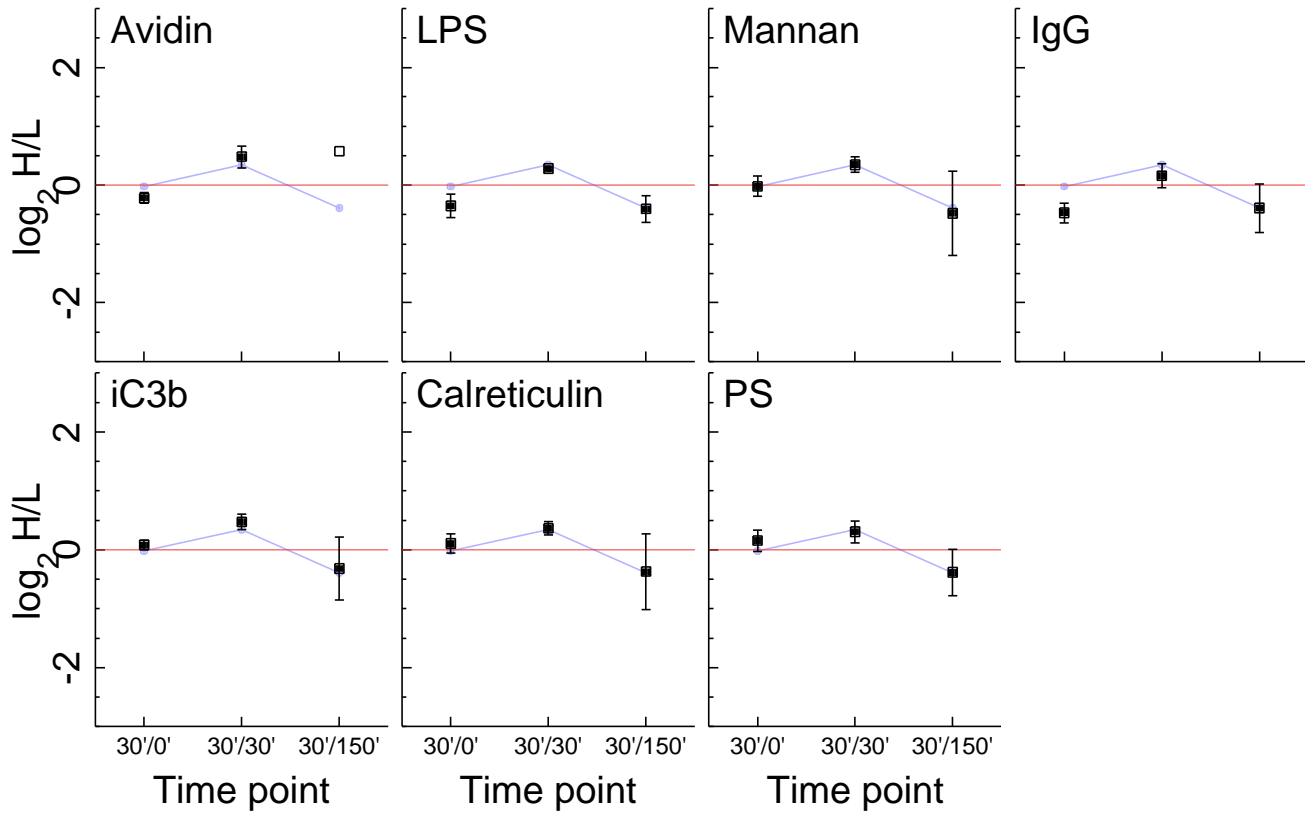 Avidin LPS Mannan IgG
2
0
-2
log2 H/L
iC3b Calreticulin PS
2
0
-2
log2 H/L
30'/0' 30'/30' 30'/150' 30'/0' 30'/30' 30'/150' 30'/0' 30'/30' 30'/150'
Time point Time point Time point